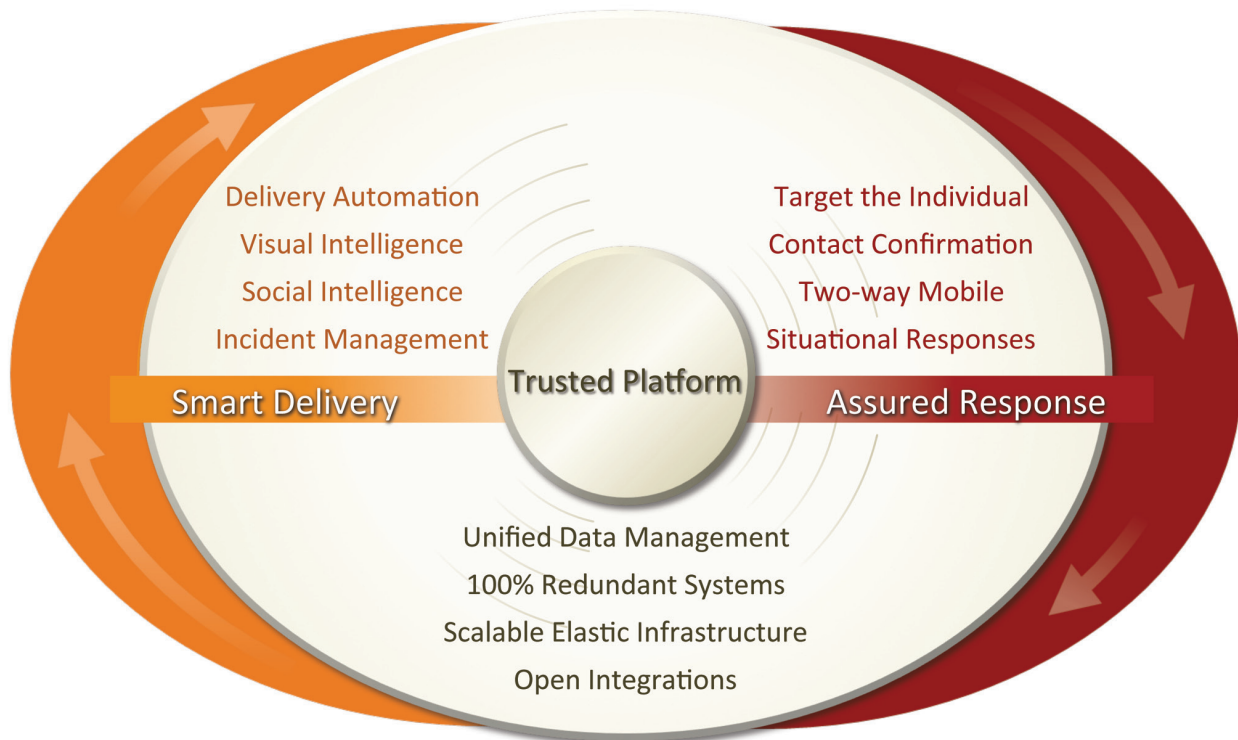 Delivery Automation
Visual Intelligence
Social Intelligence
Incident Management
Smart Delivery
Target the Individual
Contact Confirmation
Two-way Mobile
Situational Responses
Assured Response
Trusted Platform
Unified Data Management
100% Redundant Systems
Scalable Elastic Infrastructure
Open Integrations